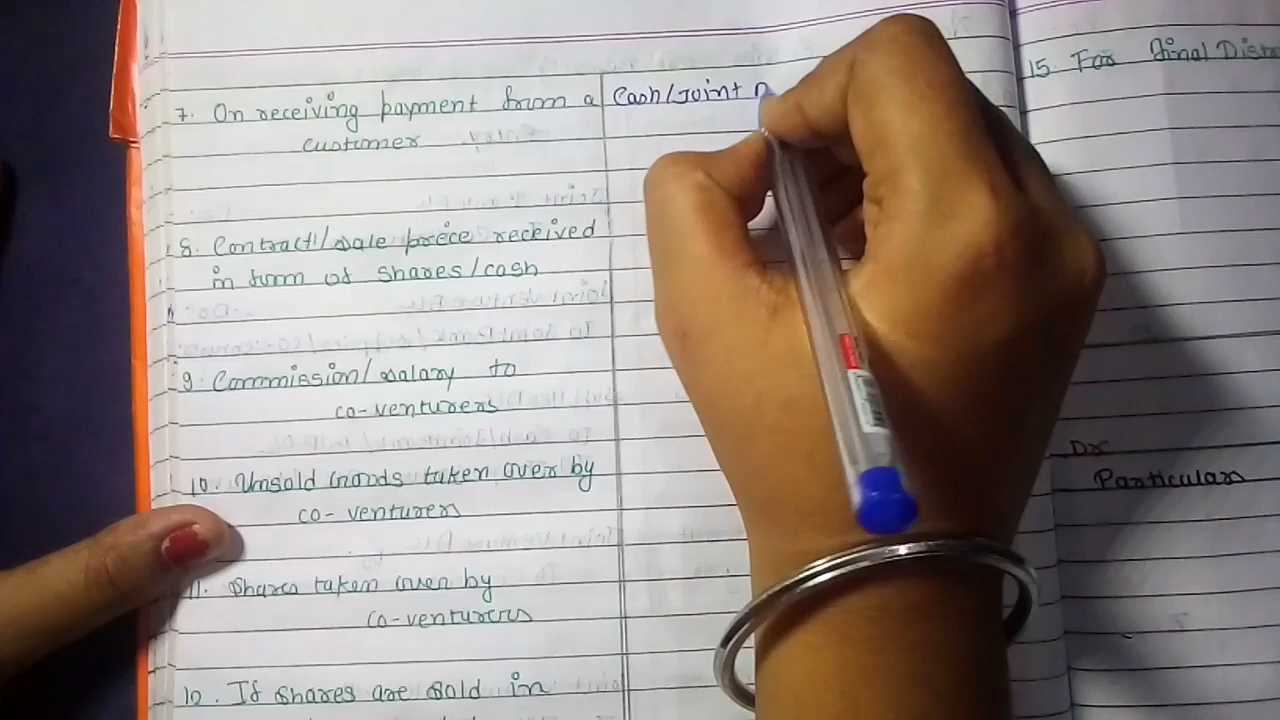 7. On receiving payment from a
customer
Cash/Joint
8. Contract/sale price received
in form of shares/cash
9. Commission/salary to
co-venturers
10. Unsold Goods taken over by
co-venturer
11. Shares taken over by
co-venturers
12. If shares are sold in
15. For Final
Dr
Particulars